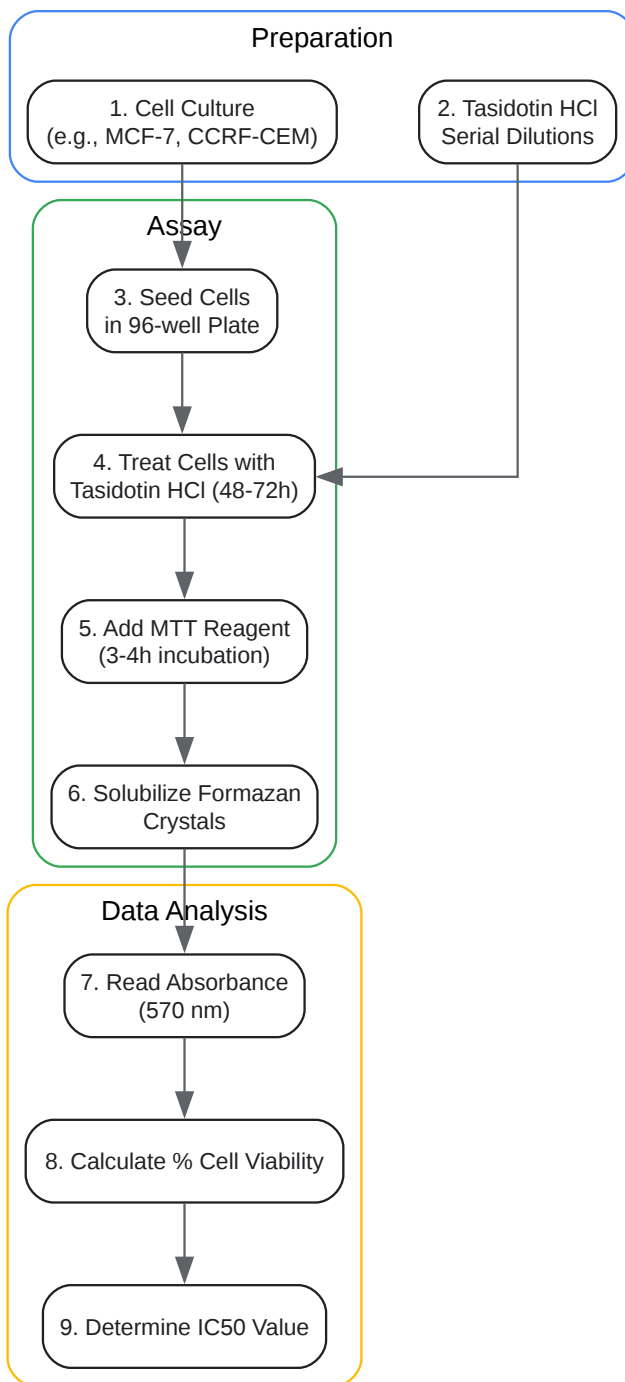 Preparation
1. Cell Culture
(e.g., MCF-7, CCRF-CEM)
2. Tasidotin HCl
Serial Dilutions
Assay
3. Seed Cells
in 96-well Plate
4. Treat Cells with
Tasidotin HCl (48-72h)
5. Add MTT Reagent
(3-4h incubation)
6. Solubilize Formazan
Crystals
Data Analysis
7. Read Absorbance
(570 nm)
8. Calculate % Cell Viability
9. Determine IC50 Value